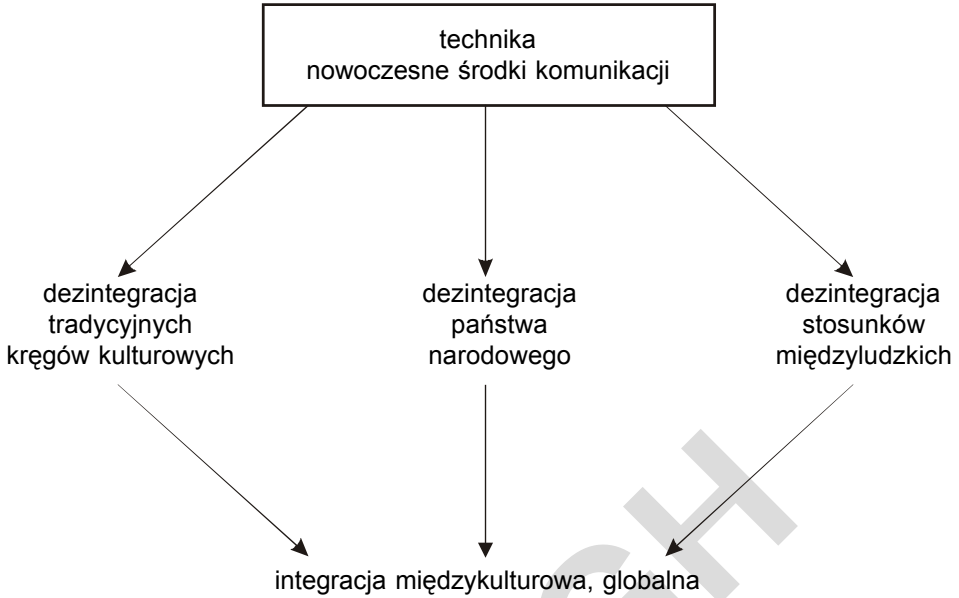 technika
nowoczesne środki komunikacji
dezintegracja
tradycyjnych
kręgów kulturowych
dezintegracja
państwa
narodowego
dezintegracja
stosunków
międzyludzkich
integracja międzykulturowa, globalna